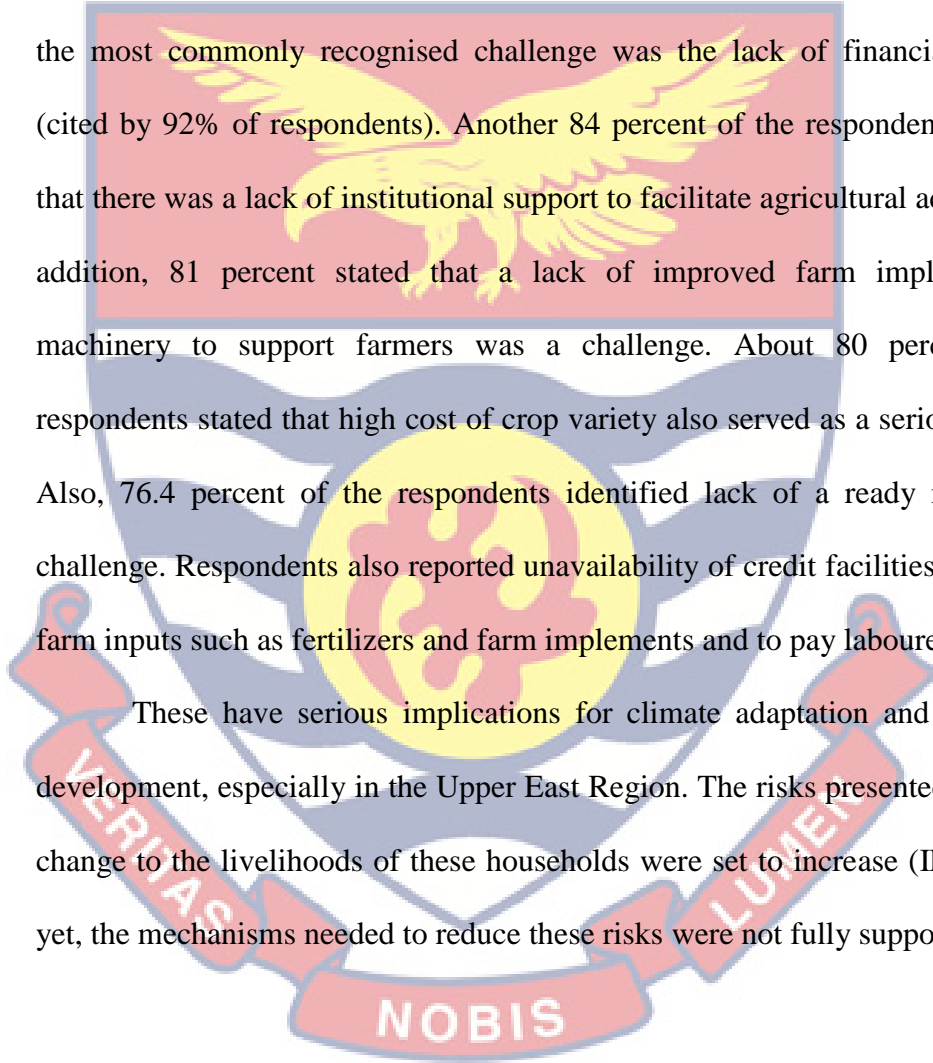 the most commonly recognised challenge was the lack of financi
(cited by 92% of respondents). Another 84 percent of the responden
that there was a lack of institutional support to facilitate agricultural a
addition, 81 percent stated that a lack of improved farm impl
machinery to support farmers was a challenge. About 80 per
respondents stated that high cost of crop variety also served as a serio
Also, 76.4 percent of the respondents identified lack of a ready
challenge. Respondents also reported unavailability of credit facilities
farm inputs such as fertilizers and farm implements and to pay laboure
These have serious implications for climate adaptation and
development, especially in the Upper East Region. The risks presented
change to the livelihoods of these households were set to increase (I
yet, the mechanisms needed to reduce these risks were not fully suppo
VERITAS
NOBIS
LUMEN